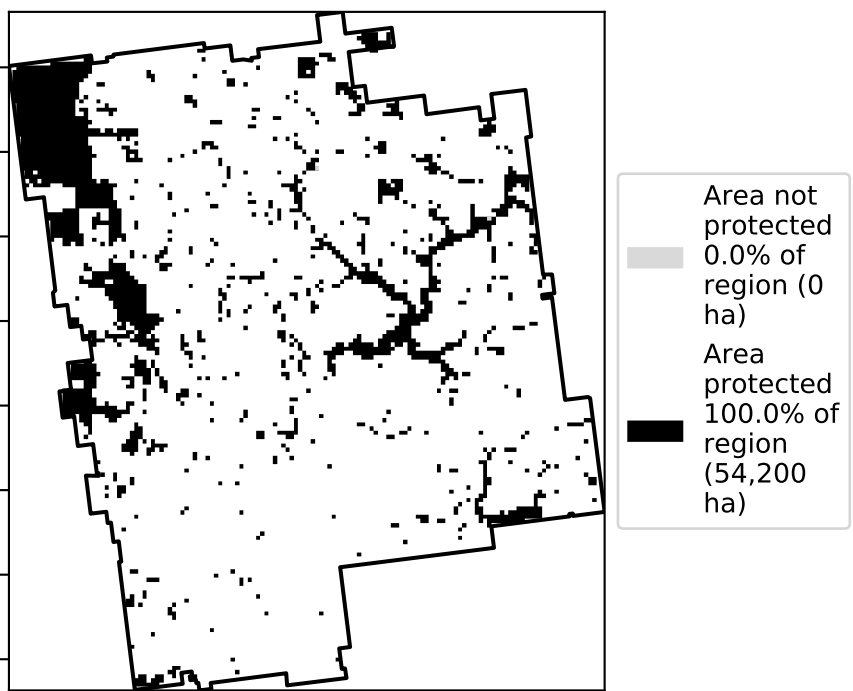 Area not
protected
0.0% of
region (0
ha)
Area
protected
100.0% of
region
(54,200
ha)